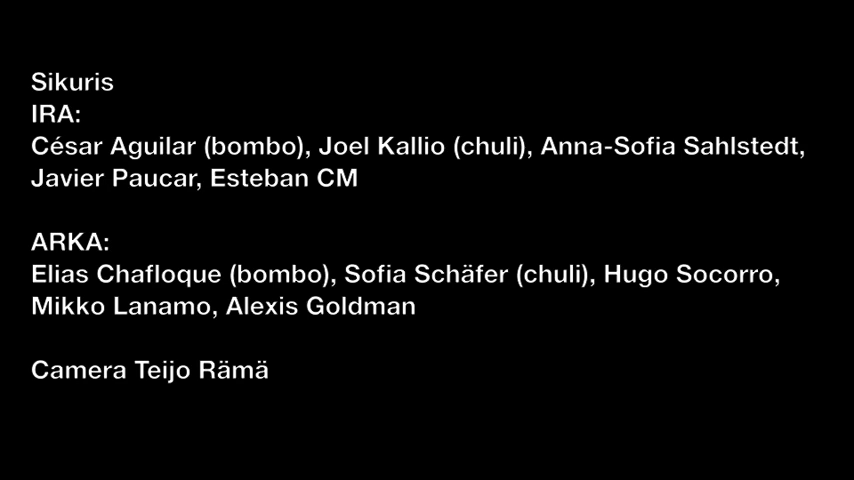 Sikuris
IRA:
César Aguilar (bombo), Joel Kallio (chuli), Anna-Sofia Sahlstedt,
Javier Paucar, Esteban CM
ARKA:
Elias Chafloque (bombo), Sofia Schäfer (chuli), Hugo Socorro,
Mikko Lanamo, Alexis Goldman
Camera Teijo Rämä